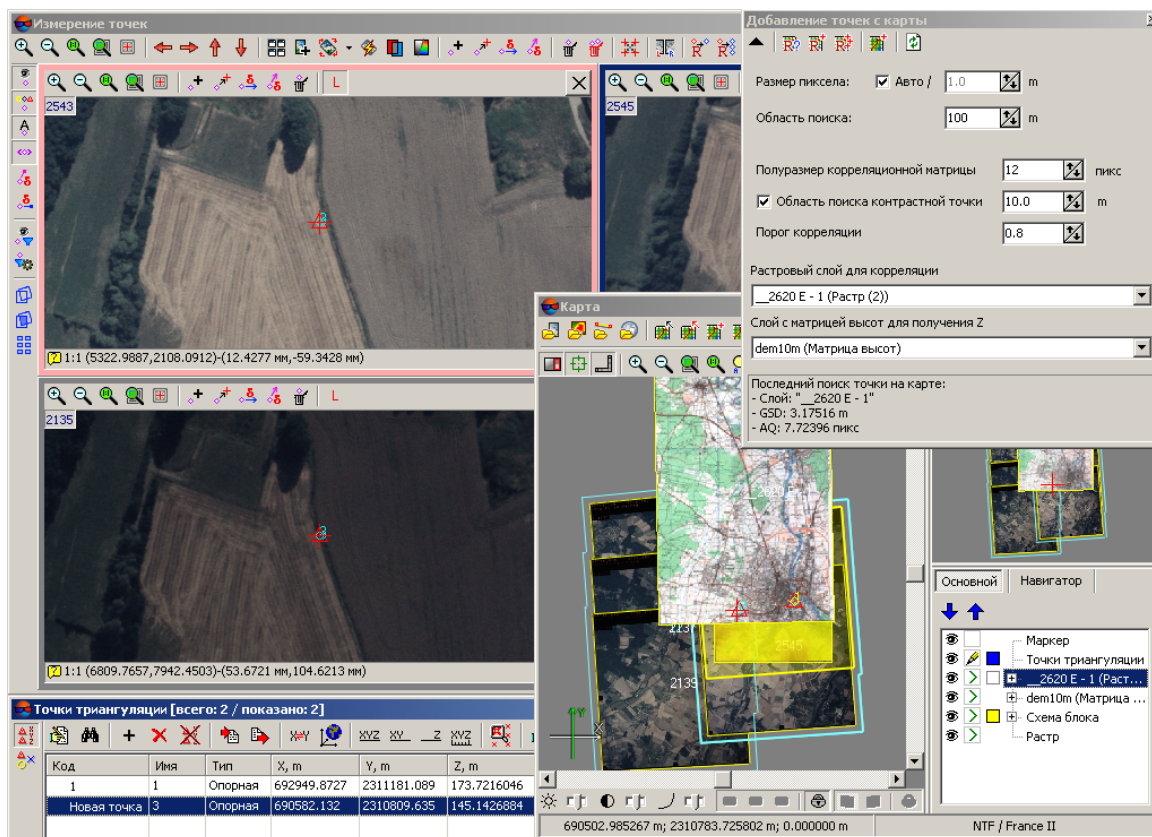 Измерение точек
L
2543
1:1 (5322.9887,2108.0912)-(12.4277 мм,-59.3428 мм)
2545
L
2135
1:1 (6809.7657,7942.4503)-(53.6721 мм,104.6213 мм)
Добавление точек с карты
Размер пиксела: Авто / 1.0 m
Область поиска: 100 m
Полуразмер корреляционной матрицы 12 пикс
Область поиска контрастной точки 10.0 m
Порог корреляции 0.8
Растровый слой для корреляции
__2620 E - 1 (Растр (2))
Слой с матрицей высот для получения Z
dem10m (Матрица высот)
Последний поиск точки на карте:
- Слой: "__2620 E - 1"
- GSD: 3.17516 m
- AQ: 7.72396 пикс
Карта
2137
2545
2139
Y
X
Основной Навигатор
Маркер
Точки триангуляции
__2620 E - 1 (Раст...
dem10m (Матрица ...
Схема блока
Растр
Точки триангуляции [всего: 2 / показано: 2]
XYZ XY_ __Z XYZ
Код Имя Тип X, m Y, m Z, m
1 1 Опорная 692949.8727 2311181.089 173.7216046
Новая точка 3 Опорная 690582.132 2310809.635 145.1426884
690502.985267 m; 2310783.725802 m; 0.000000 m NTF / France II